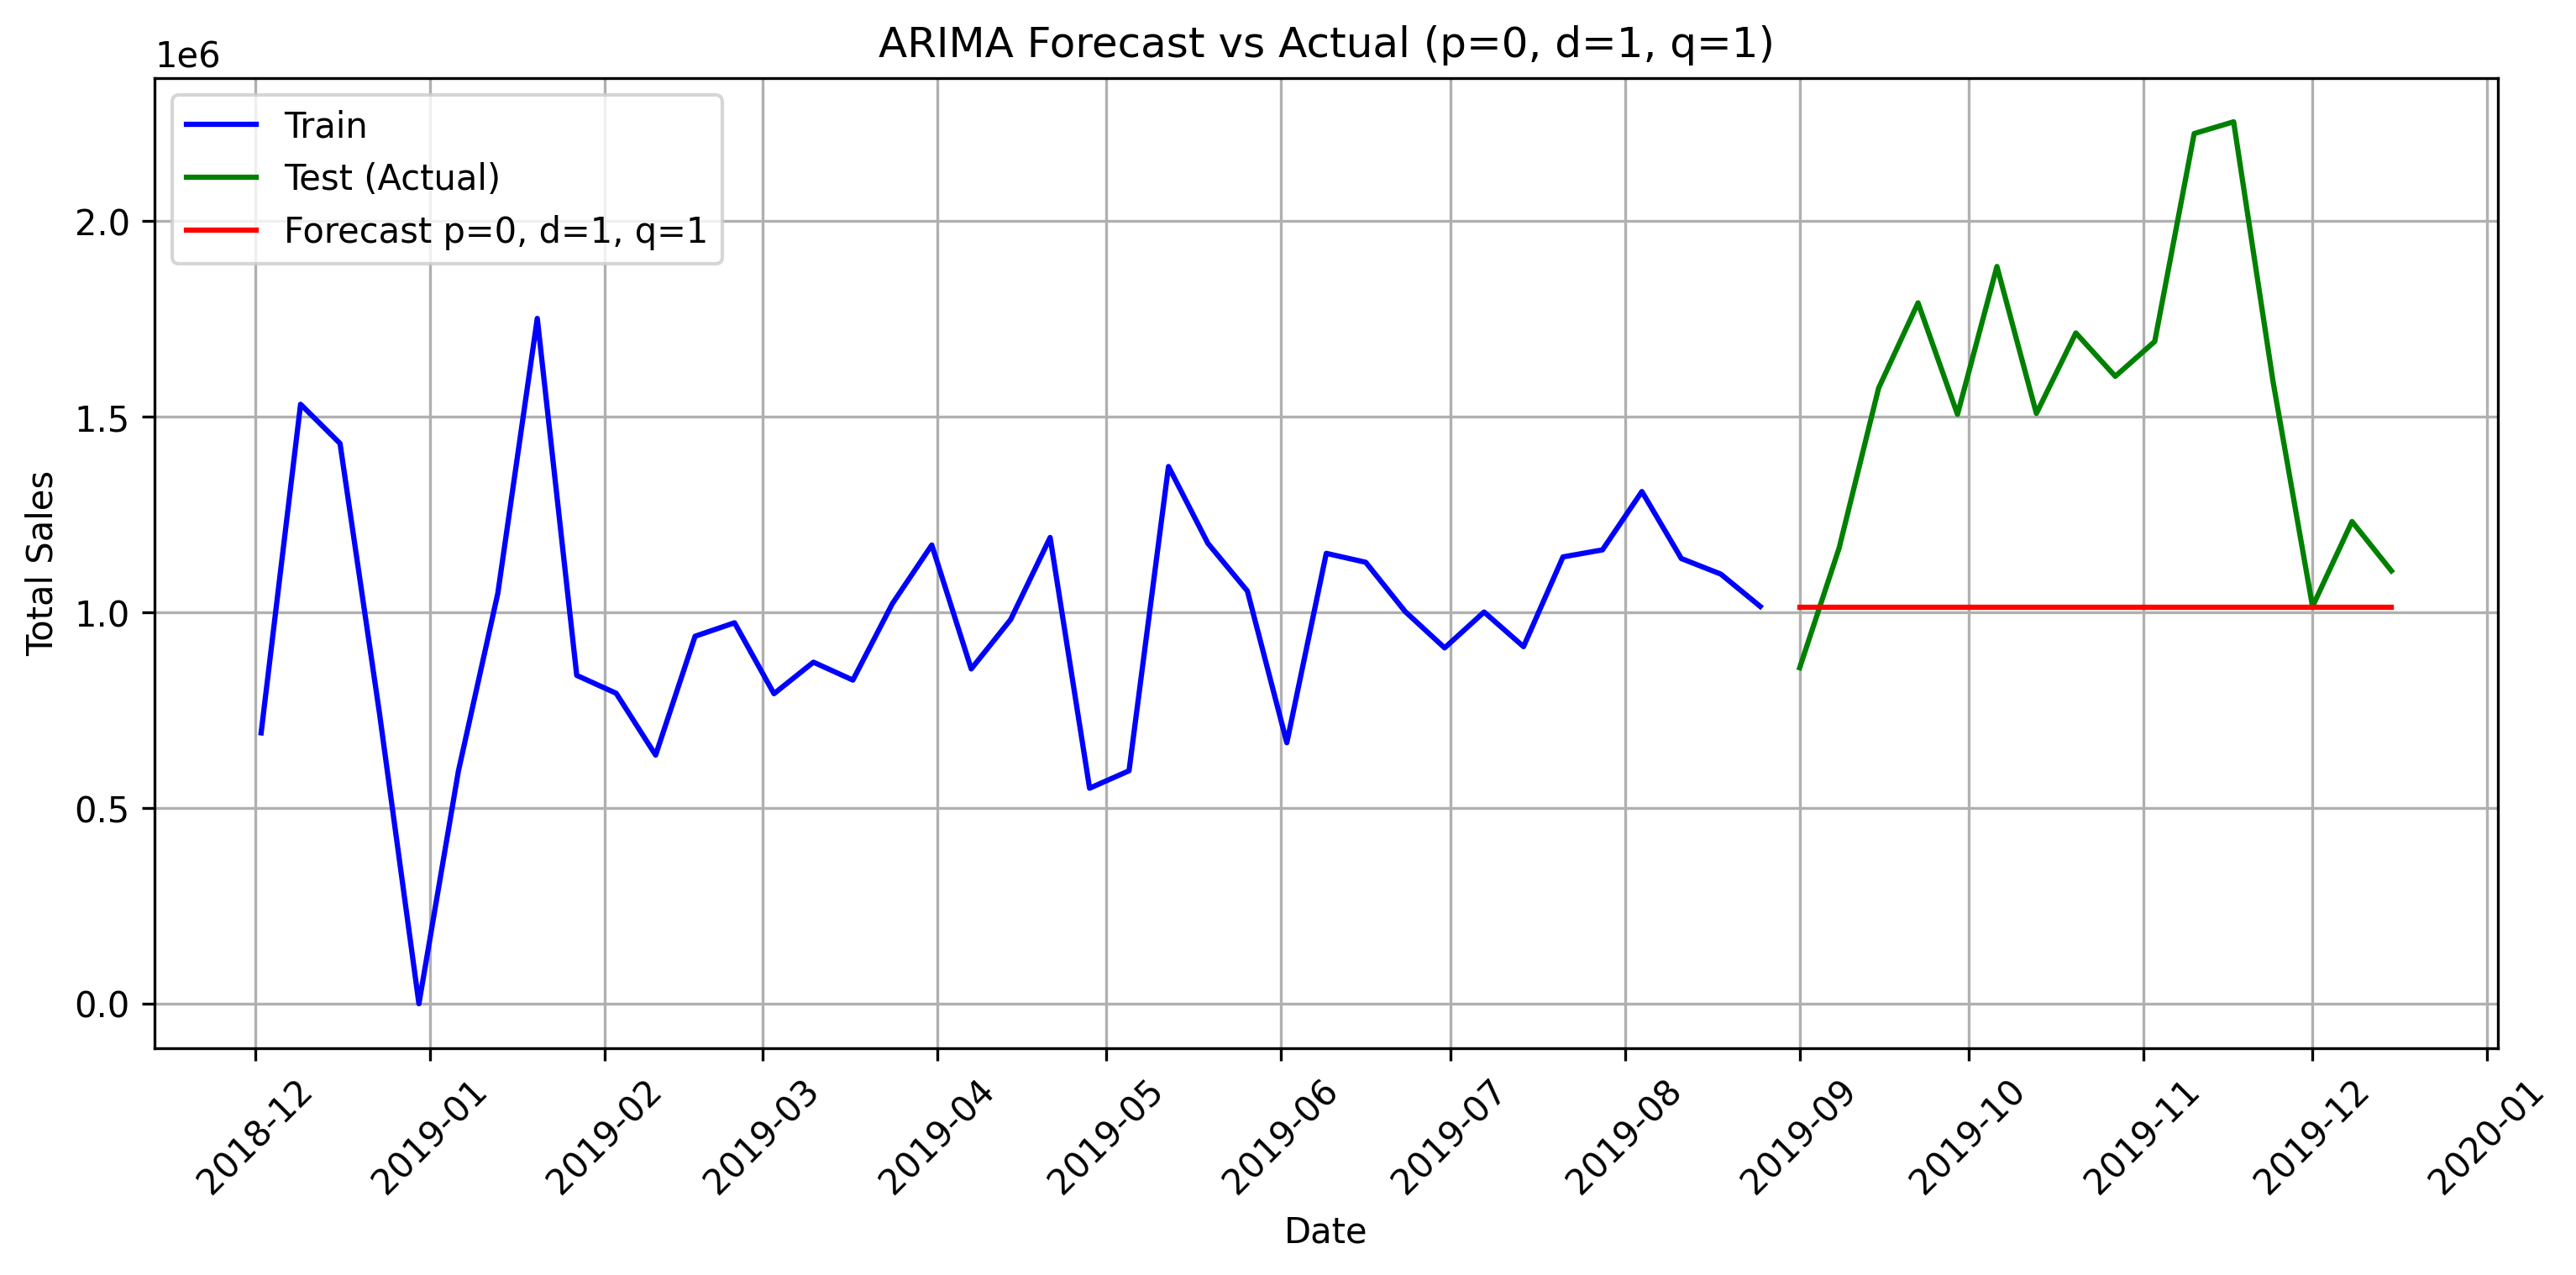 ARIMA Forecast vs Actual (p=0, d=1, q=1)
1e6
Train
Test (Actual)
Forecast p=0, d=1, q=1
2.0
1.5
1.0
0.5
0.0
Total Sales
2018-12
2019-01
2019-02
2019-03
2019-04
2019-05
2019-06
2019-07
2019-08
2019-09
2019-10
2019-11
2019-12
2020-01
Date